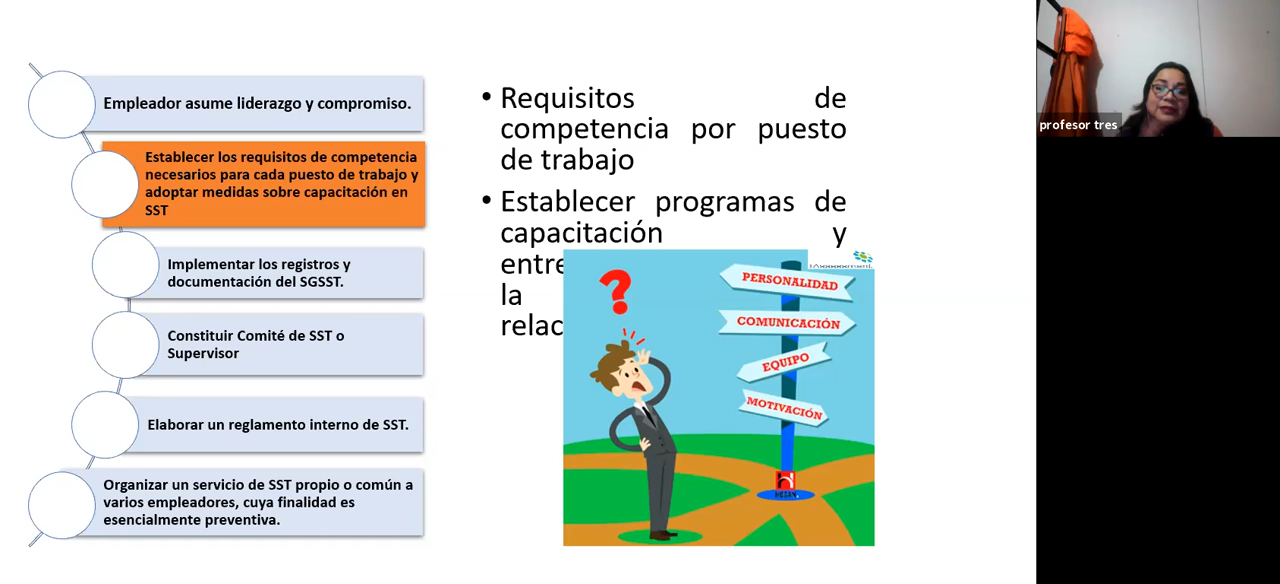 Empleador asume liderazgo y compromiso.
Establecer los requisitos de competencia
necesarios para cada puesto de trabajo y
adoptar medidas sobre capacitación en
SST
Implementar los registros y
documentación del SGSST.
Constituir Comité de SST o
Supervisor
Elaborar un reglamento interno de SST.
Organizar un servicio de SST propio o común a
varios empleadores, cuya finalidad es
esencialmente preventiva.
• Requisitos de
competencia por puesto
de trabajo
• Establecer programas de
capacitación y
entre
la
relac
?
PERSONALIDAD
COMUNICACIÓN
EQUIPO
MOTIVACIÓN
profesor tres